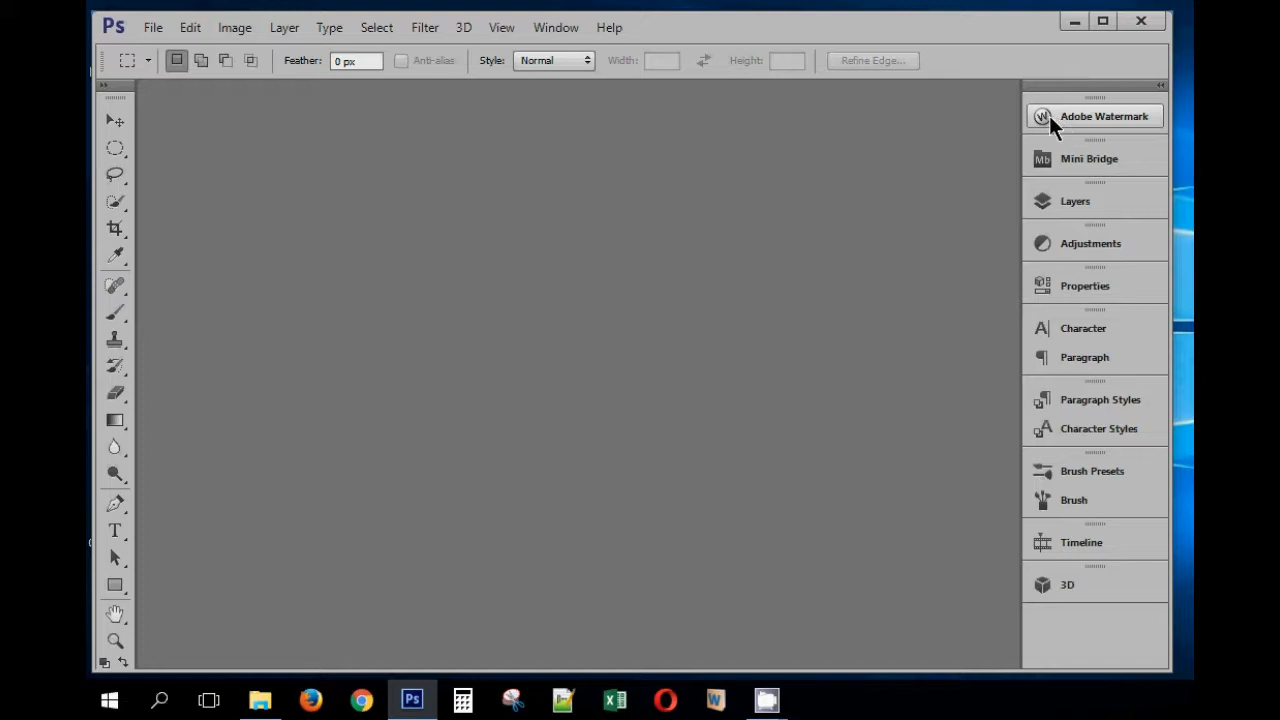 Ps File Edit Image Layer Type Select Filter 3D View Window Help
Feather: 0 px Anti-alias Style: Normal Width: Height: Refine Edge...
W Adobe Watermark
Mb Mini Bridge
Layers
Adjustments
Properties
A Character
Paragraph
Paragraph Styles
A Character Styles
Brush Presets
Brush
T
Timeline
3D
Ps